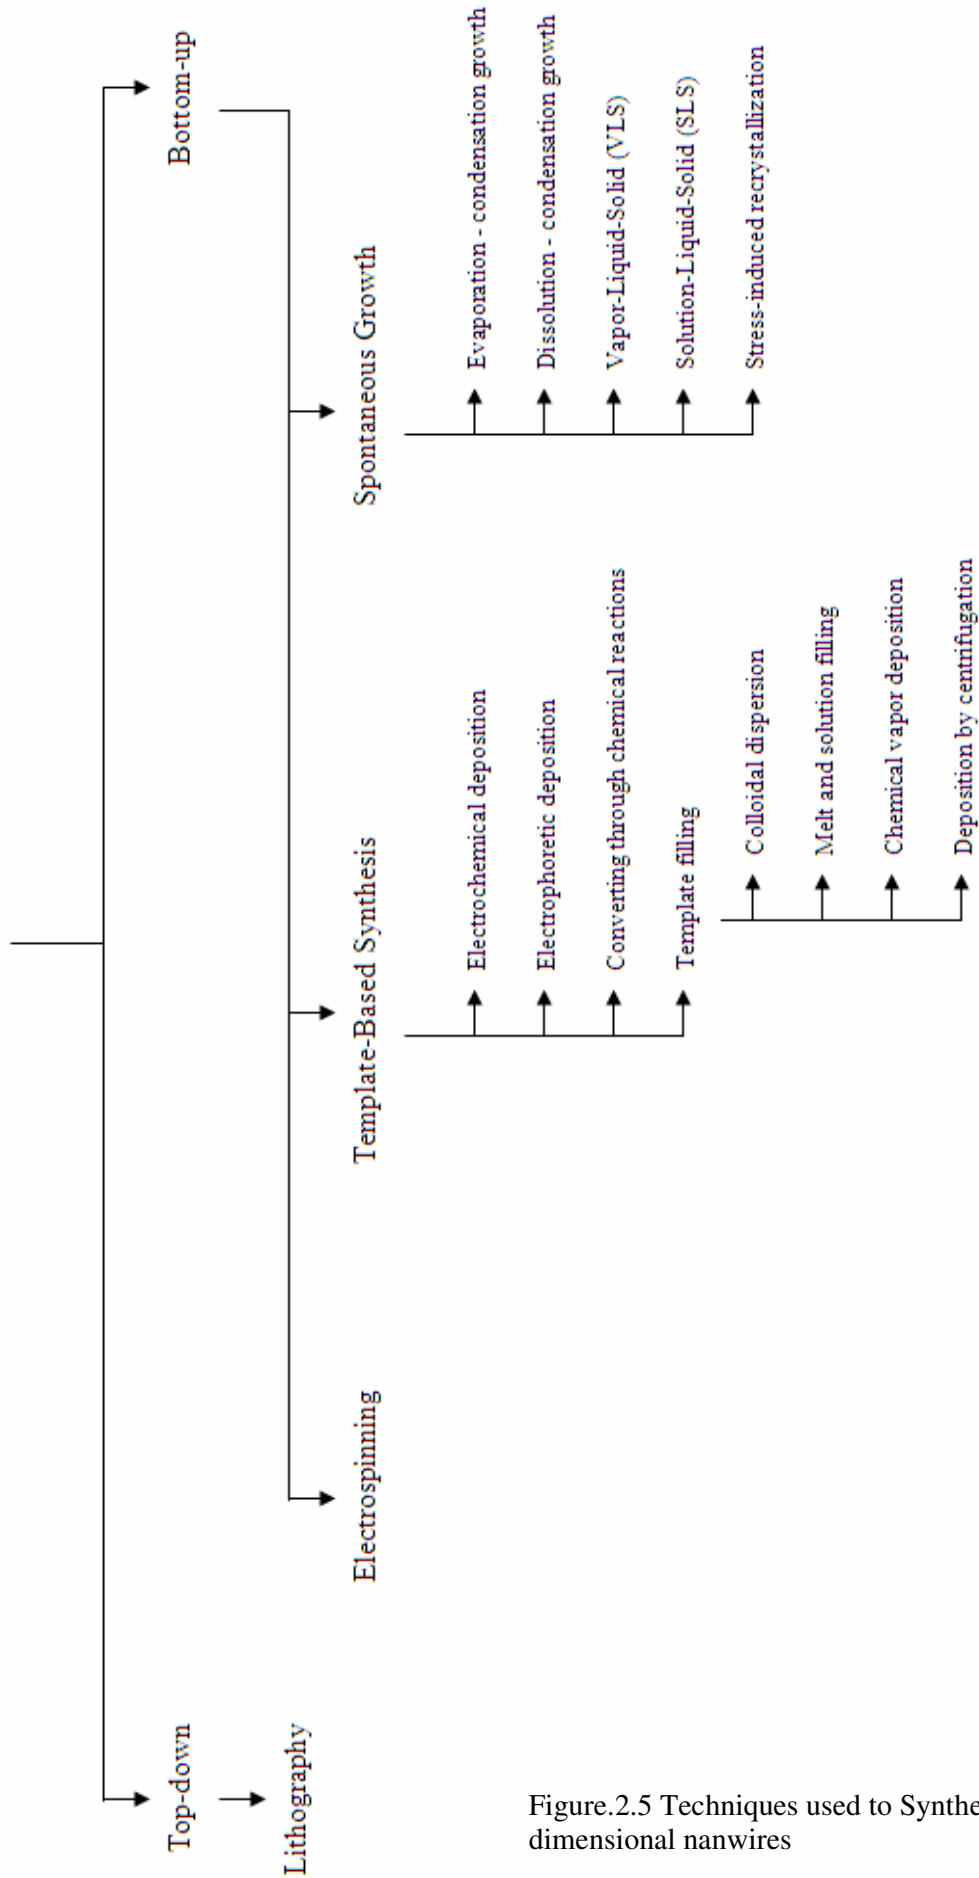 Top-down
Bottom-up
Lithography
Electrospinning
Template-Based Synthesis
Spontaneous Growth
Electrochemical deposition
Electrophoretic deposition
Converting through chemical reactions
Template filling
Colloidal dispersion
Melt and solution filling
Chemical vapor deposition
Deposition by centrifugation
Evaporation - condensation growth
Dissolution - condensation growth
Vapor-Liquid-Solid (VLS)
Solution-Liquid-Solid (SLS)
Stress-induced recrystallization
Figure.2.5 Techniques used to
dimensional nanwires